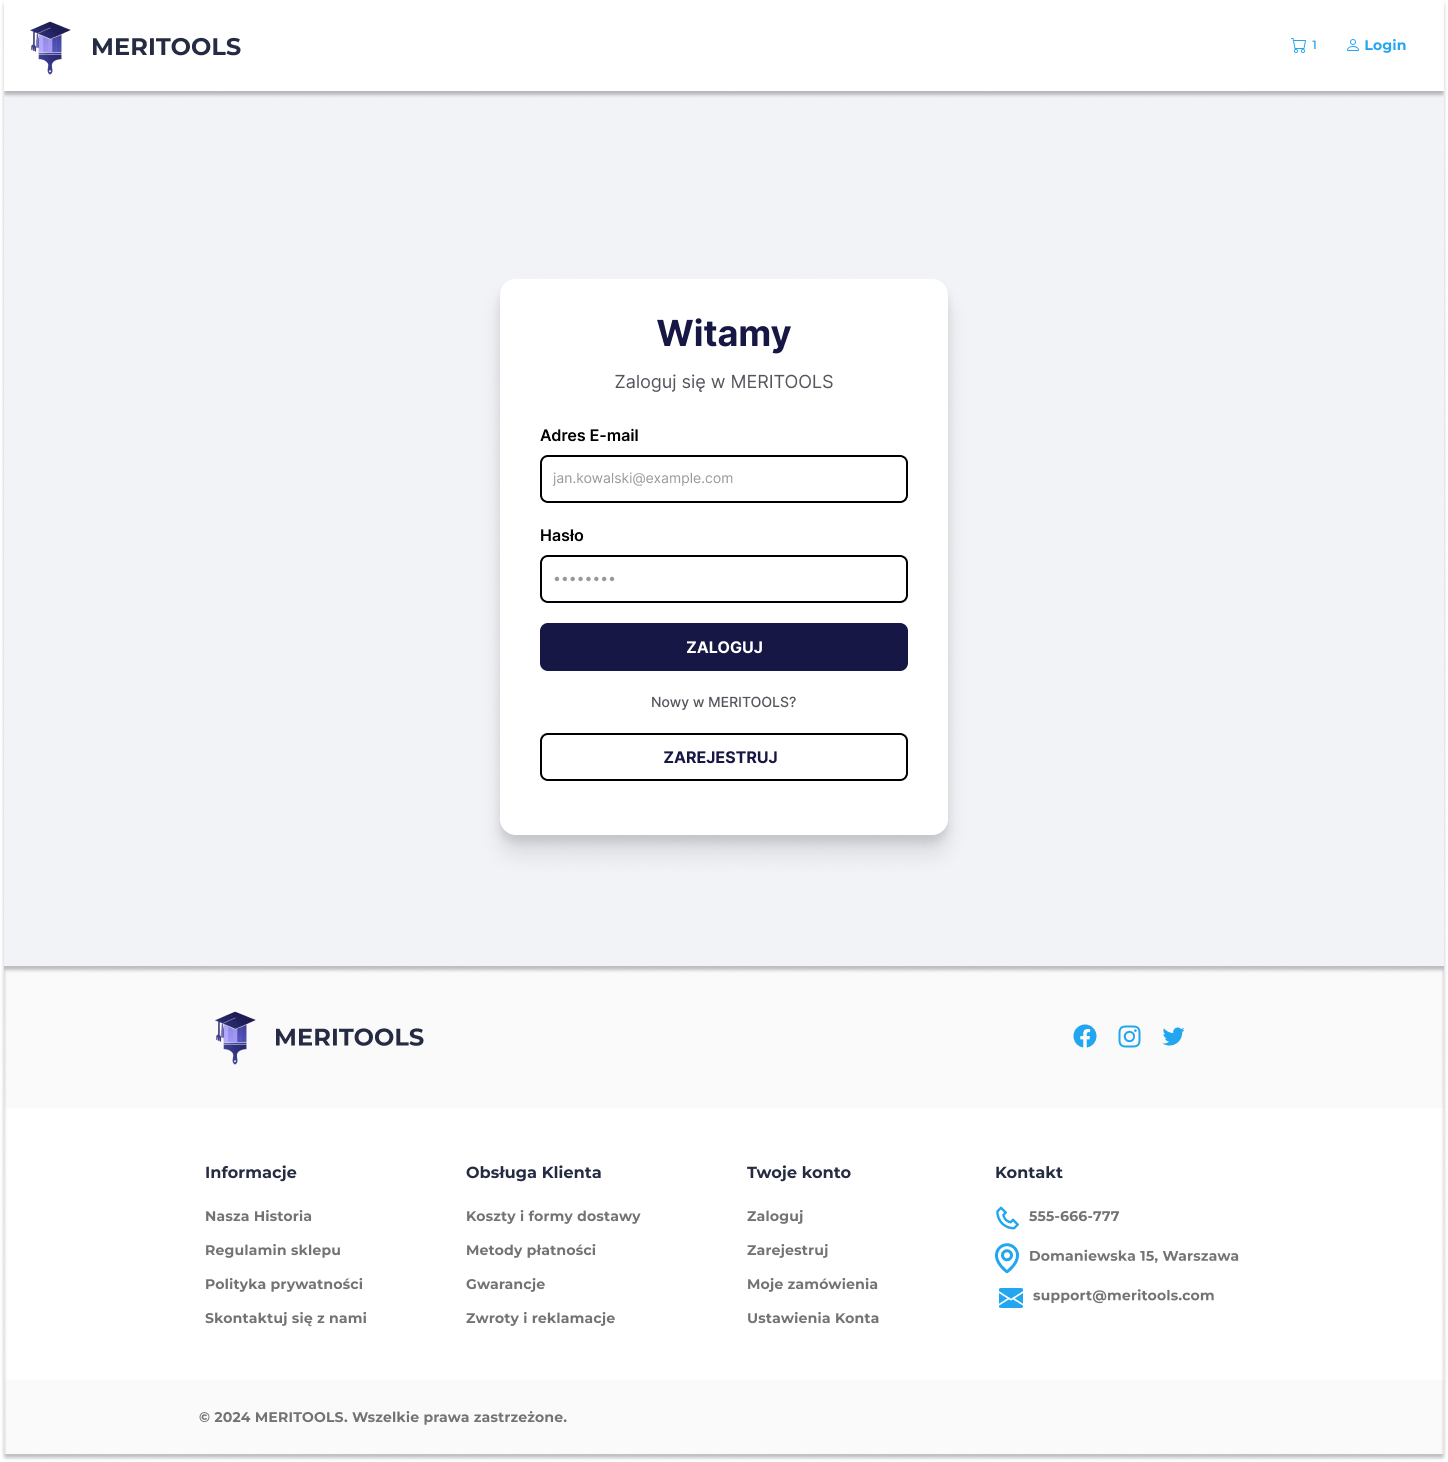 MERITOOLS
1
Login
Witamy
Zaloguj się w MERITOOLS
Adres E-mail
jan.kowalski@example.com
Hasło
••••••••
ZALOGUJ
Nowy w MERITOOLS?
ZAREJESTRUJ
MERITOOLS
Informacje
Nasza Historia
Regulamin sklepu
Polityka prywatności
Skontaktuj się z nami
Obsługa Klienta
Koszty i formy dostawy
Metody płatności
Gwarancje
Zwroty i reklamacje
Twoje konto
Zaloguj
Zarejestruj
Moje zamówienia
Ustawienia Konta
Kontakt
555-666-777
Domaniewska 15, Warszawa
support@meritools.com
© 2024 MERITOOLS. Wszelkie prawa zastrzeżone.